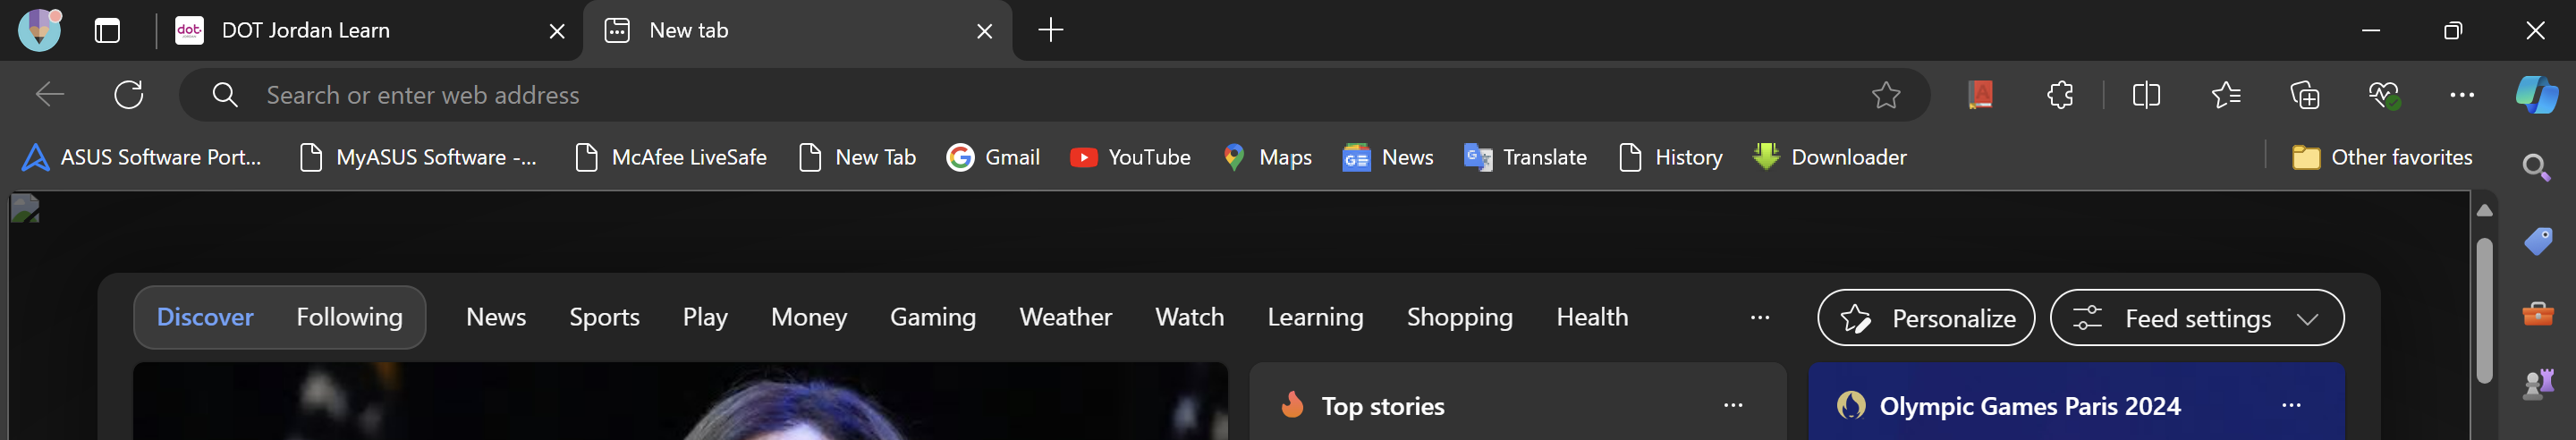 dot. DOT Jordan Learn New tab
Search or enter web address
ASUS Software Port... MyASUS Software -... McAfee LiveSafe New Tab Gmail YouTube Maps News Translate History Downloader Other favorites
Discover Following News Sports Play Money Gaming Weather Watch Learning Shopping Health ... Personalize Feed settings
Top stories ... Olympic Games Paris 2024 ...